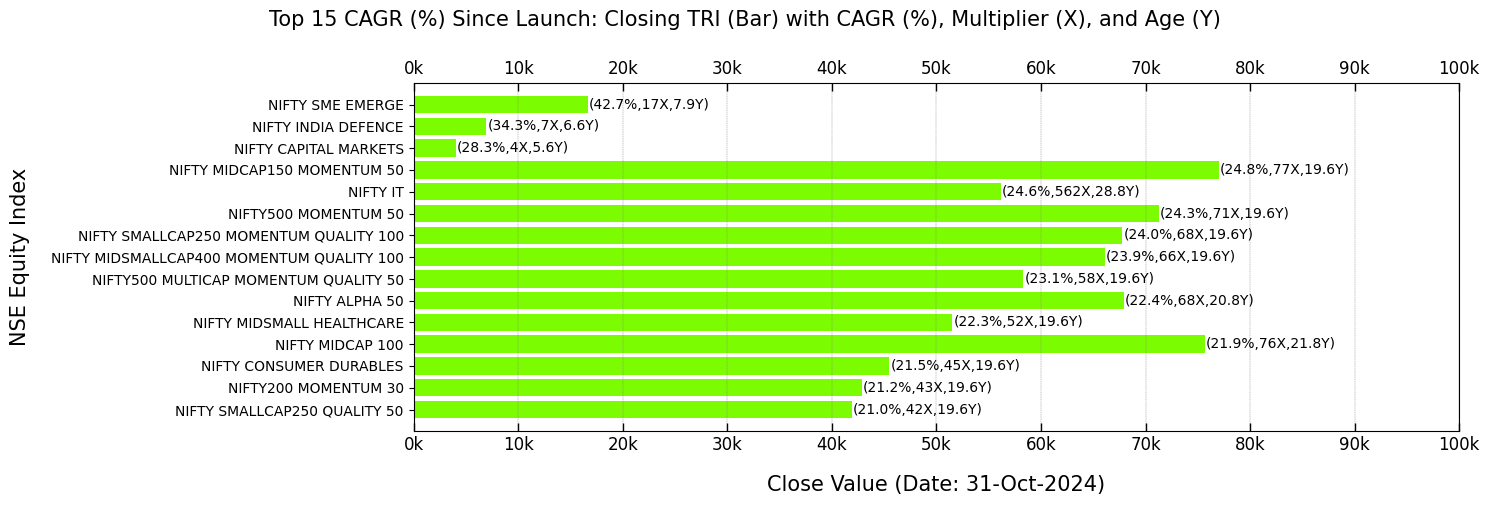 Top 15 CAGR (%) Since Launch: Closing TRI (Bar) with CAGR (%), Multiplier (X), and Age (Y)
0k 10k 20k 30k 40k 50k 60k 70k 80k 90k 100k
NSE Equity Index
NIFTY SME EMERGE (42.7%,17X,7.9Y)
NIFTY INDIA DEFENCE (34.3%,7X,6.6Y)
NIFTY CAPITAL MARKETS (28.3%,4X,5.6Y)
NIFTY MIDCAP150 MOMENTUM 50 (24.8%,77X,19.6Y)
NIFTY IT (24.6%,562X,28.8Y)
NIFTY500 MOMENTUM 50 (24.3%,71X,19.6Y)
NIFTY SMALLCAP250 MOMENTUM QUALITY 100 (24.0%,68X,19.6Y)
NIFTY MIDSMALLCAP400 MOMENTUM QUALITY 100 (23.9%,66X,19.6Y)
NIFTY500 MULTICAP MOMENTUM QUALITY 50 (23.1%,58X,19.6Y)
NIFTY ALPHA 50 (22.4%,68X,20.8Y)
NIFTY MIDSMALL HEALTHCARE (22.3%,52X,19.6Y)
NIFTY MIDCAP 100 (21.9%,76X,21.8Y)
NIFTY CONSUMER DURABLES (21.5%,45X,19.6Y)
NIFTY200 MOMENTUM 30 (21.2%,43X,19.6Y)
NIFTY SMALLCAP250 QUALITY 50 (21.0%,42X,19.6Y)
0k 10k 20k 30k 40k 50k 60k 70k 80k 90k 100k
Close Value (Date: 31-Oct-2024)